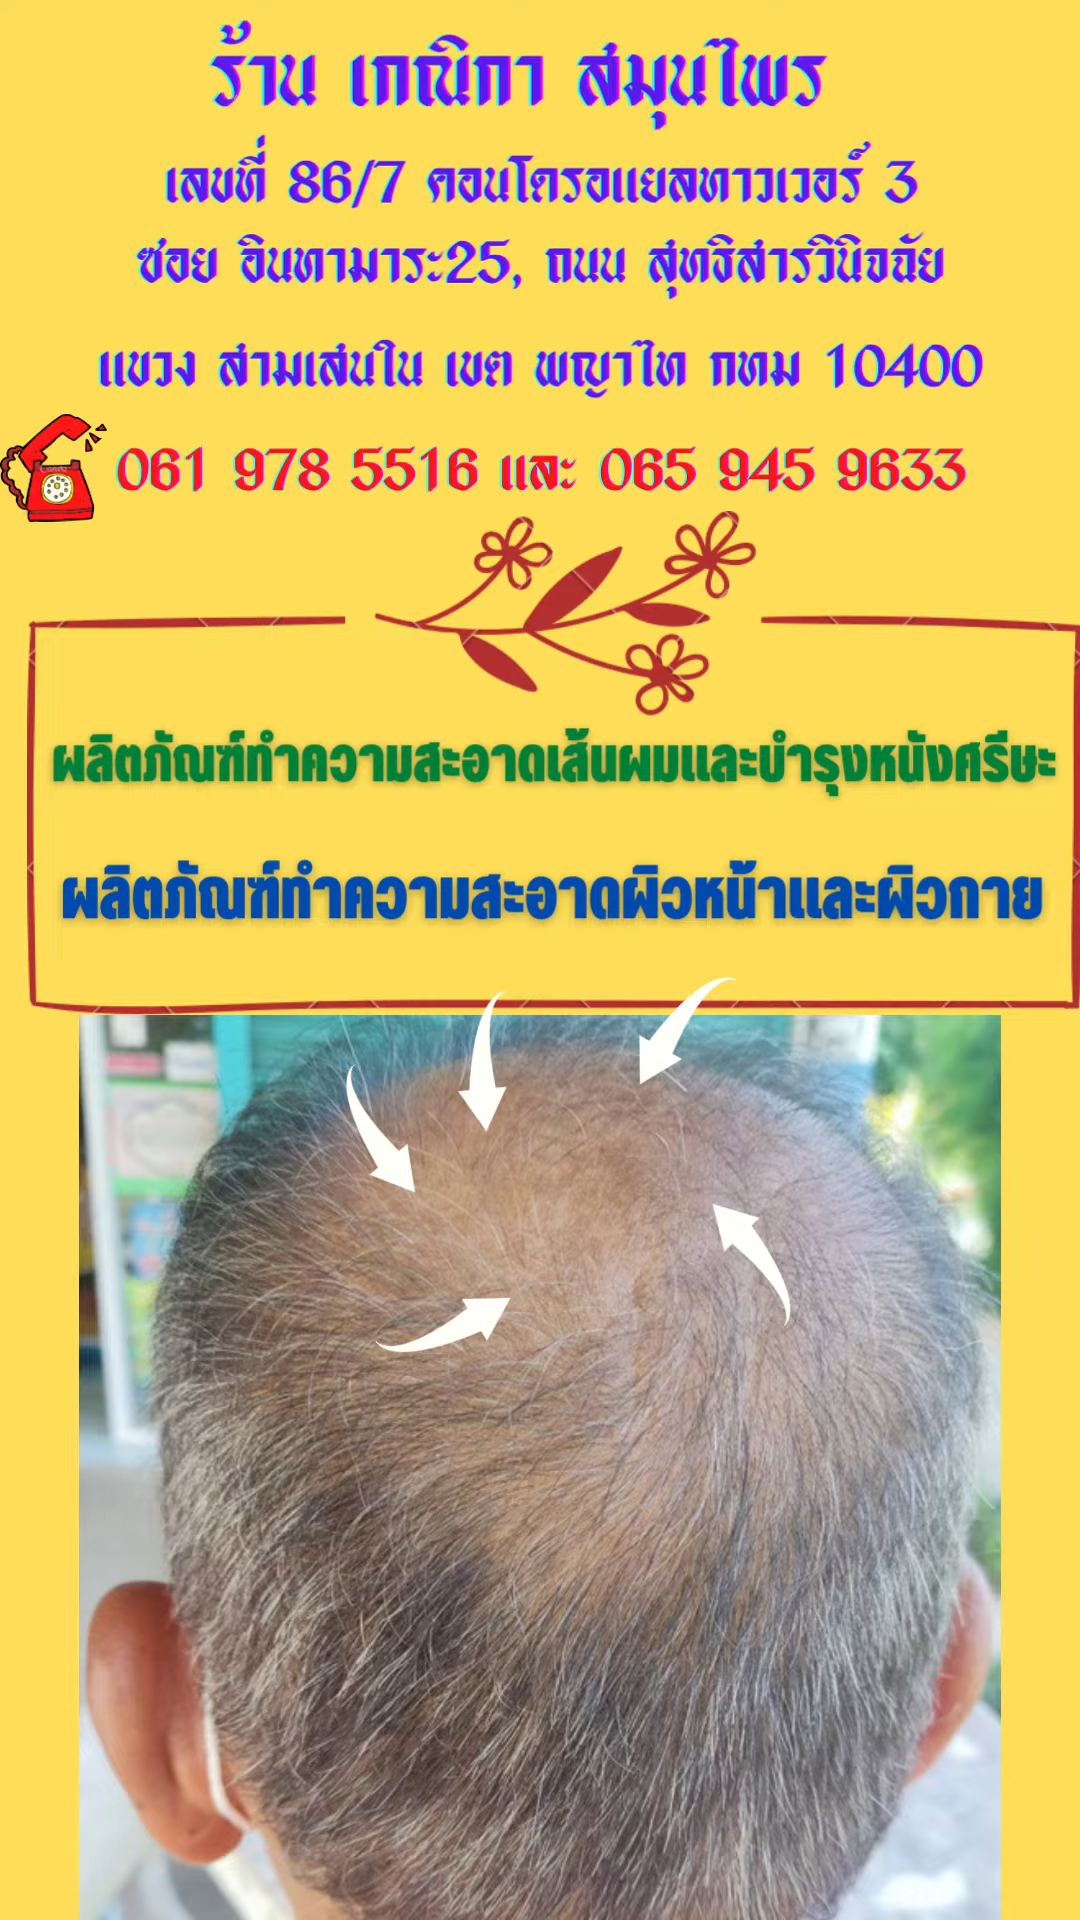 ร้าน เกณิกา สมุนไพร
เลขที่ 86/7 คอนโดรอแยลทาวเวอร์ 3
ซอย อินทามาระ25, ถนน สุทธิสารวินิจฉัย
แขวง สามเสนใน เขต พญาไท กทม 10400
061 978 5516 และ 065 945 9633
ผลิตภัณฑ์ทำความสะอาดเส้นผมและบำรุงหนังศรีษะ
ผลิตภัณฑ์ทำความสะอาดผิวหน้าและผิวกาย